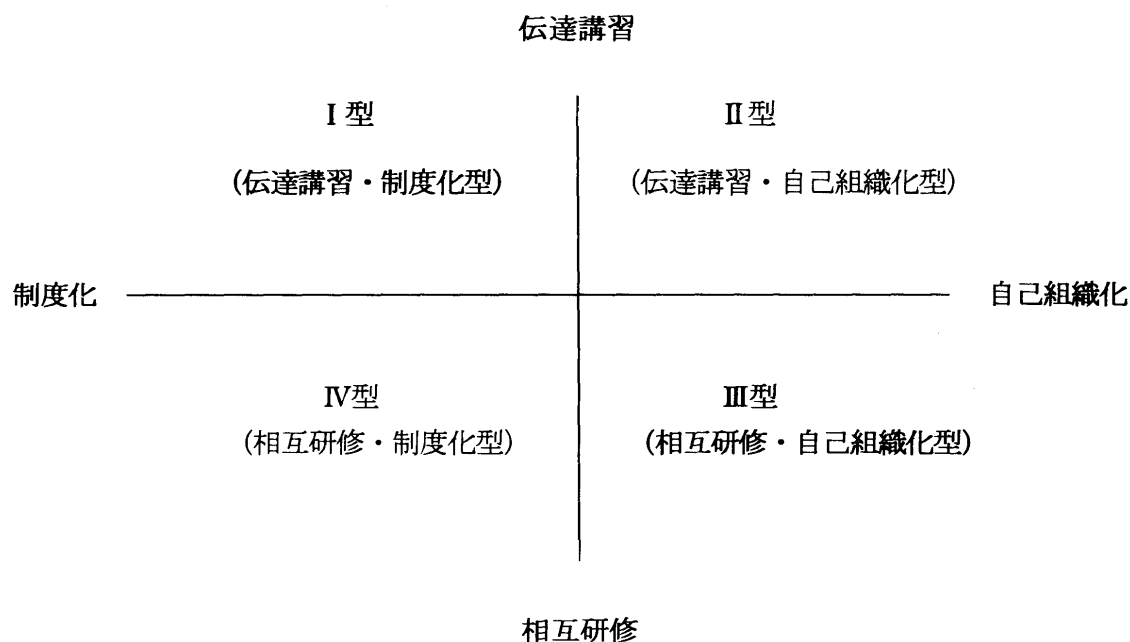 伝達講習
I型 II型
(伝達講習・制度化型) (伝達講習・自己組織化型)
制度化 自己組織化
IV型 III型
(相互研修・制度化型) (相互研修・自己組織化型)
相互研修